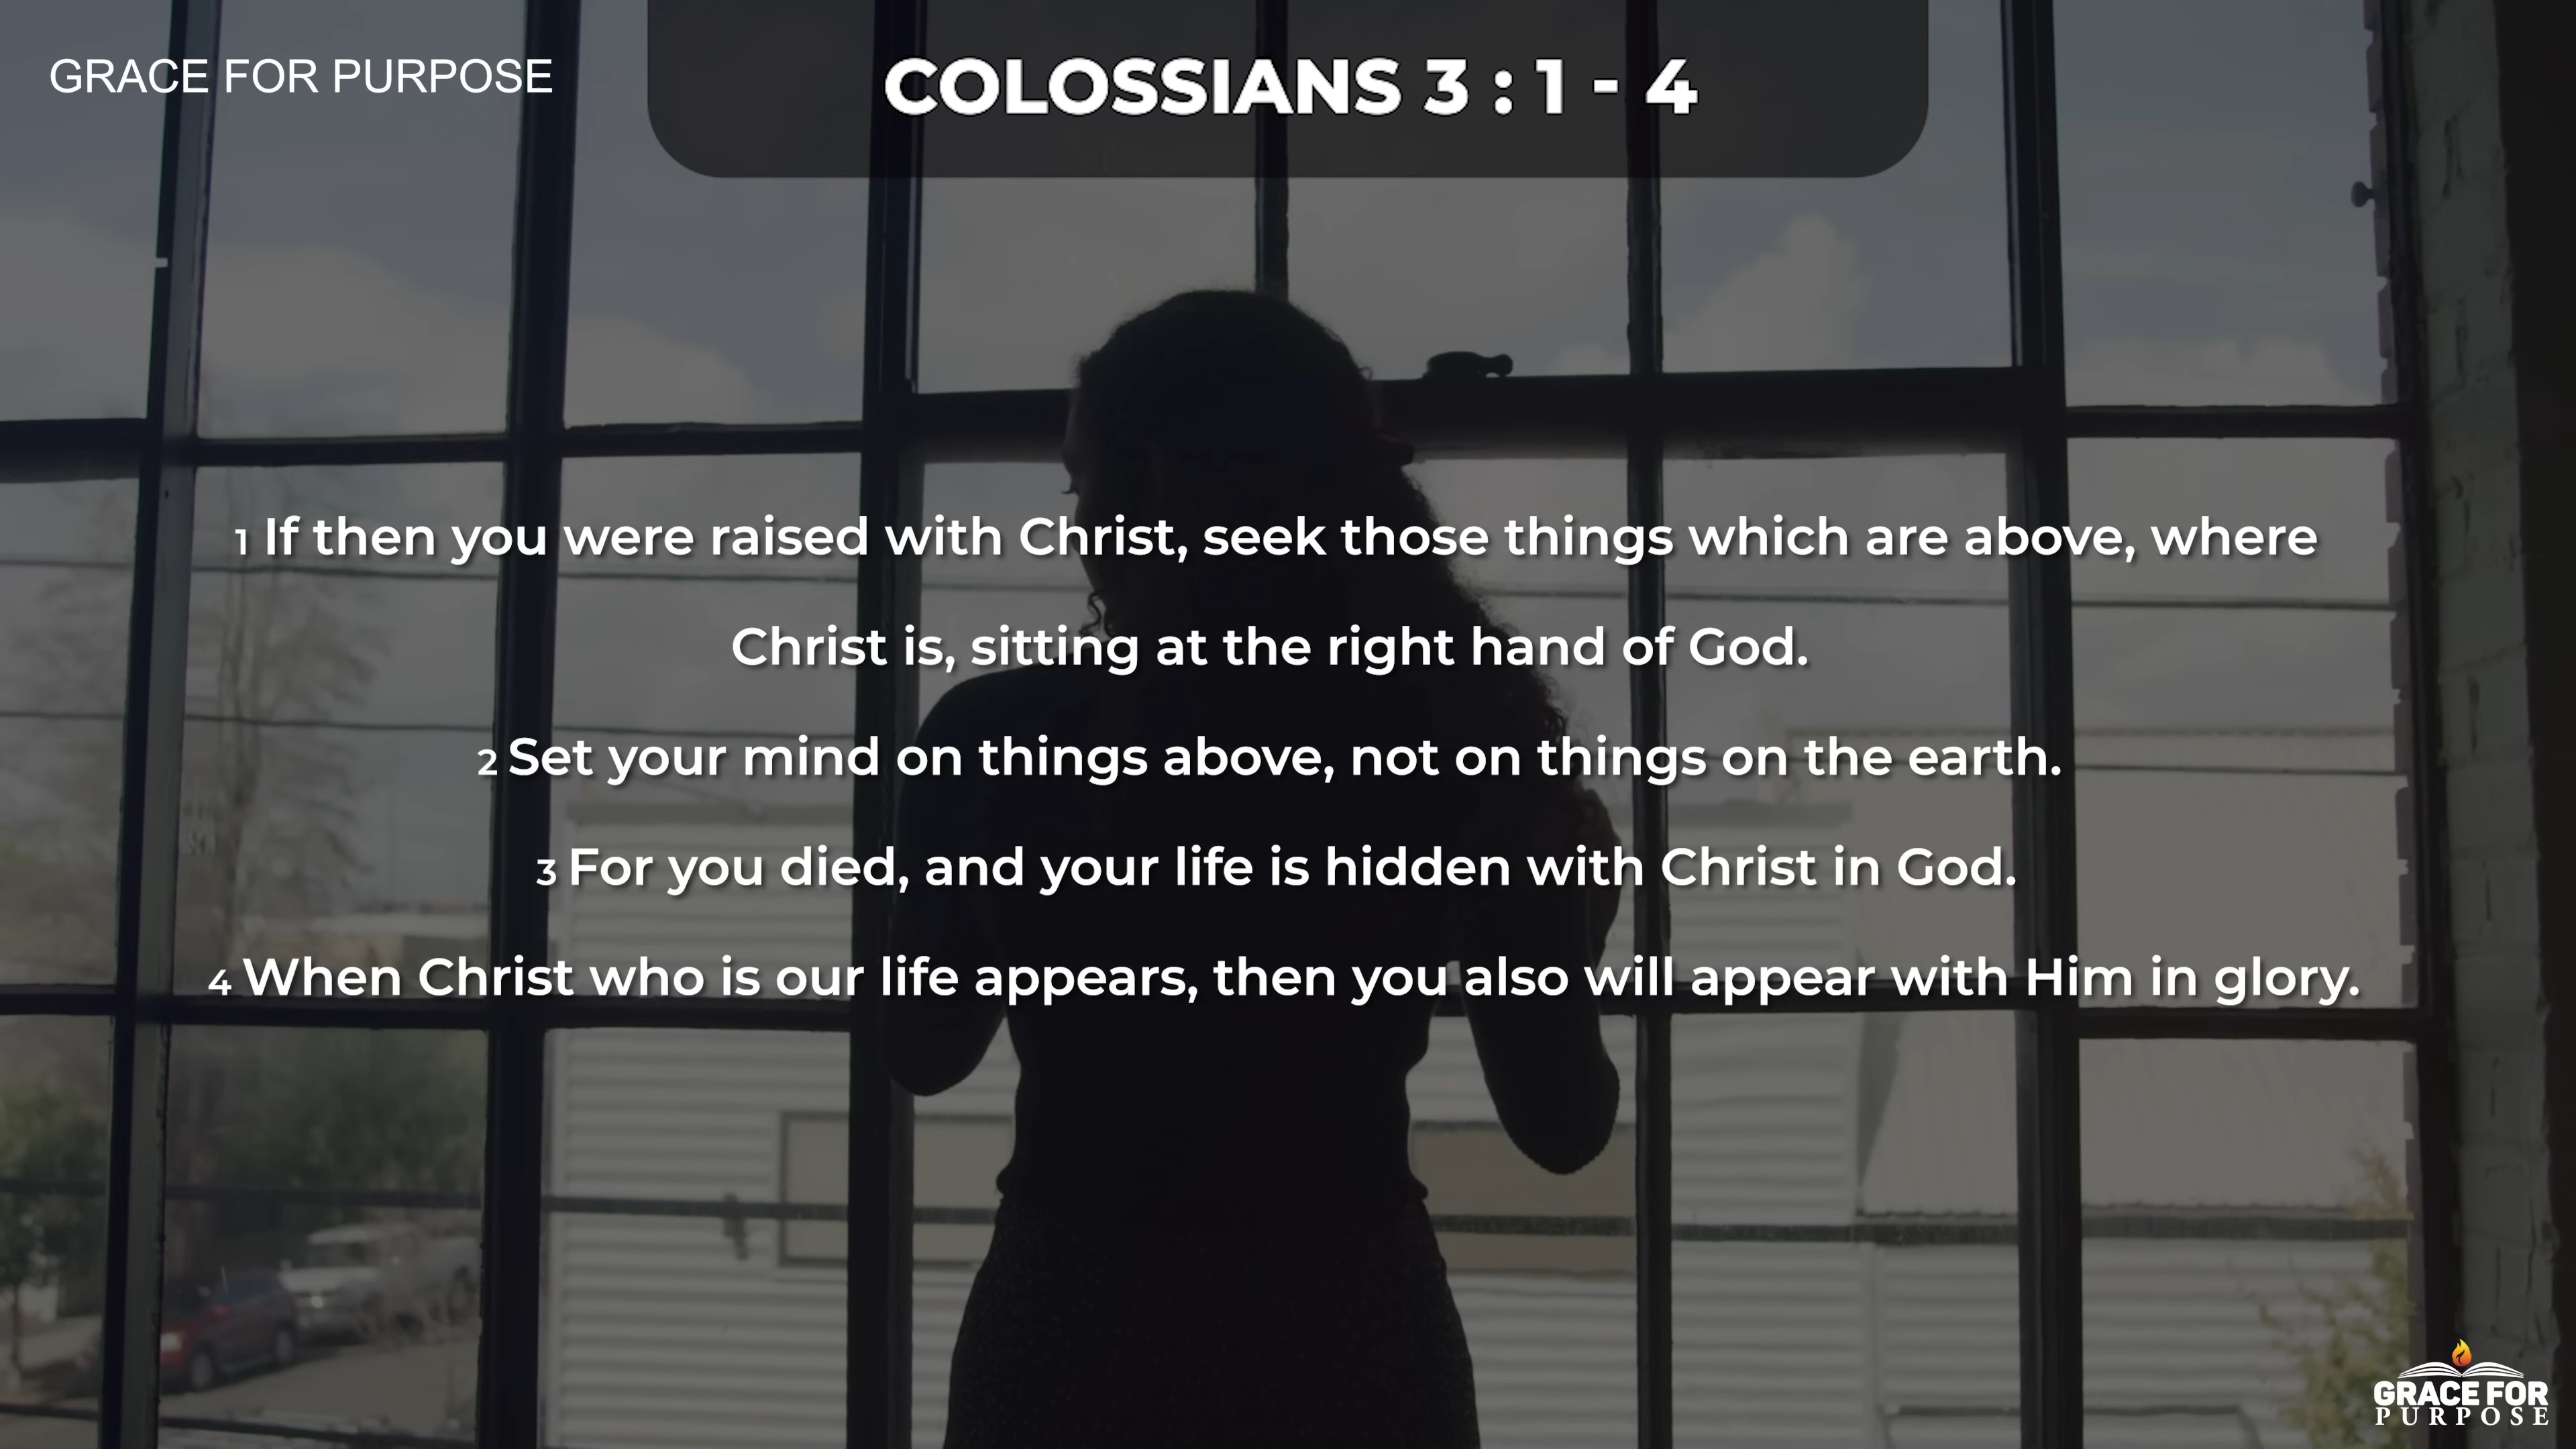 GRACE FOR PURPOSE
COLOSSIANS 3 : 1 - 4
1 If then you were raised with Christ, seek those things which are above, where
Christ is, sitting at the right hand of God.
2 Set your mind on things above, not on things on the earth.
3 For you died, and your life is hidden with Christ in God.
4 When Christ who is our life appears, then you also will appear with Him in glory.
GRACE FOR
PURPOSE